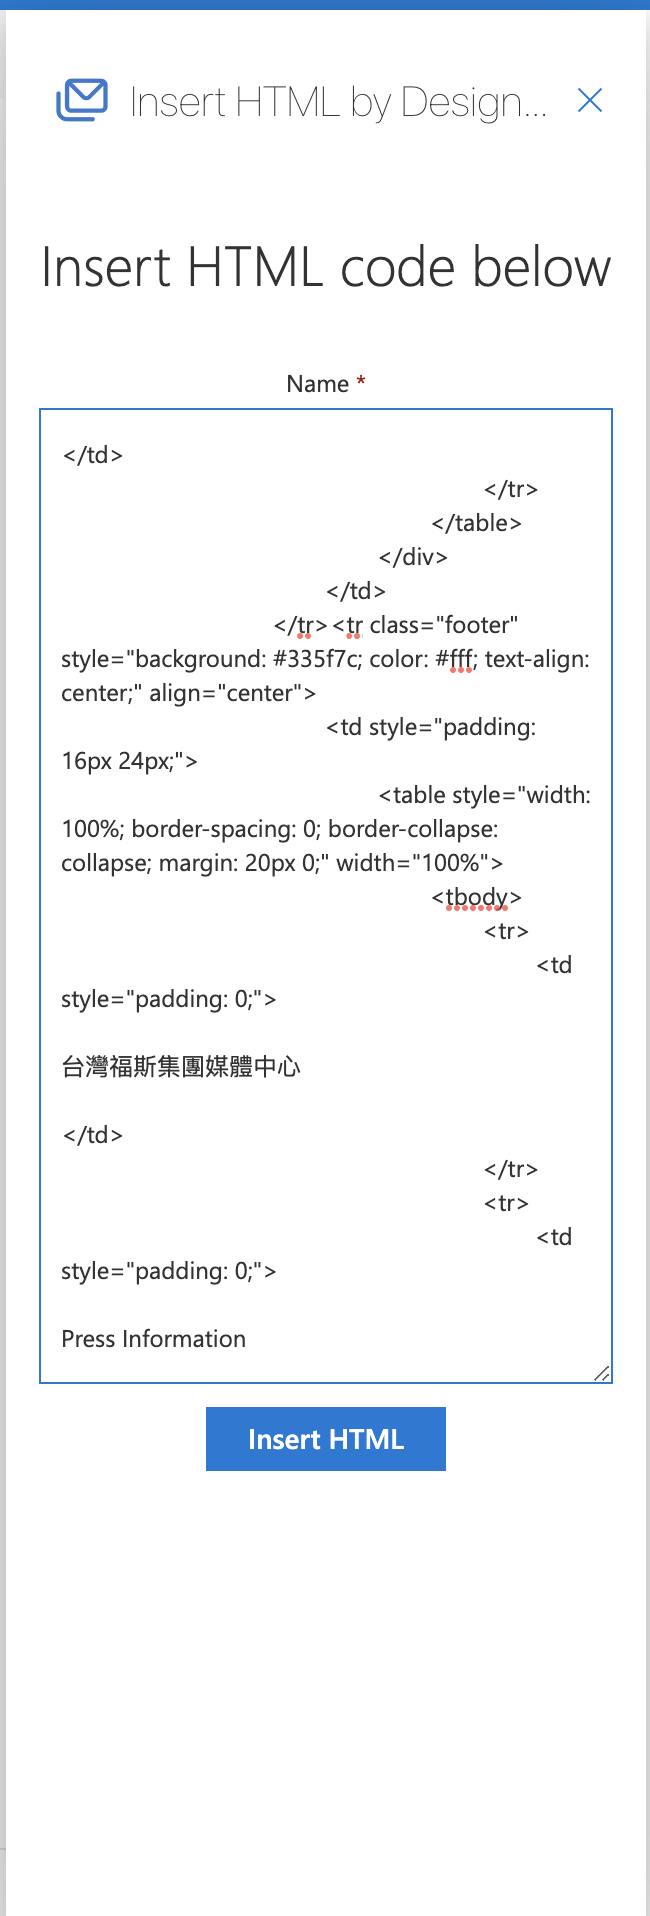 Insert HTML by Design...
Insert HTML code below
Name *
</td>
</tr>
</table>
</div>
</td>
</tr><tr class="footer"
style="background: #335f7c; color: #fff; text-align:
center;" align="center">
<td style="padding:
16px 24px;">
<table style="width:
100%; border-spacing: 0; border-collapse:
collapse; margin: 20px 0;" width="100%">
<tbody>
<tr>
<td
style="padding: 0;">
台灣福斯集團媒體中心
</td>
</tr>
<tr>
<td
style="padding: 0;">
Press Information
Insert HTML